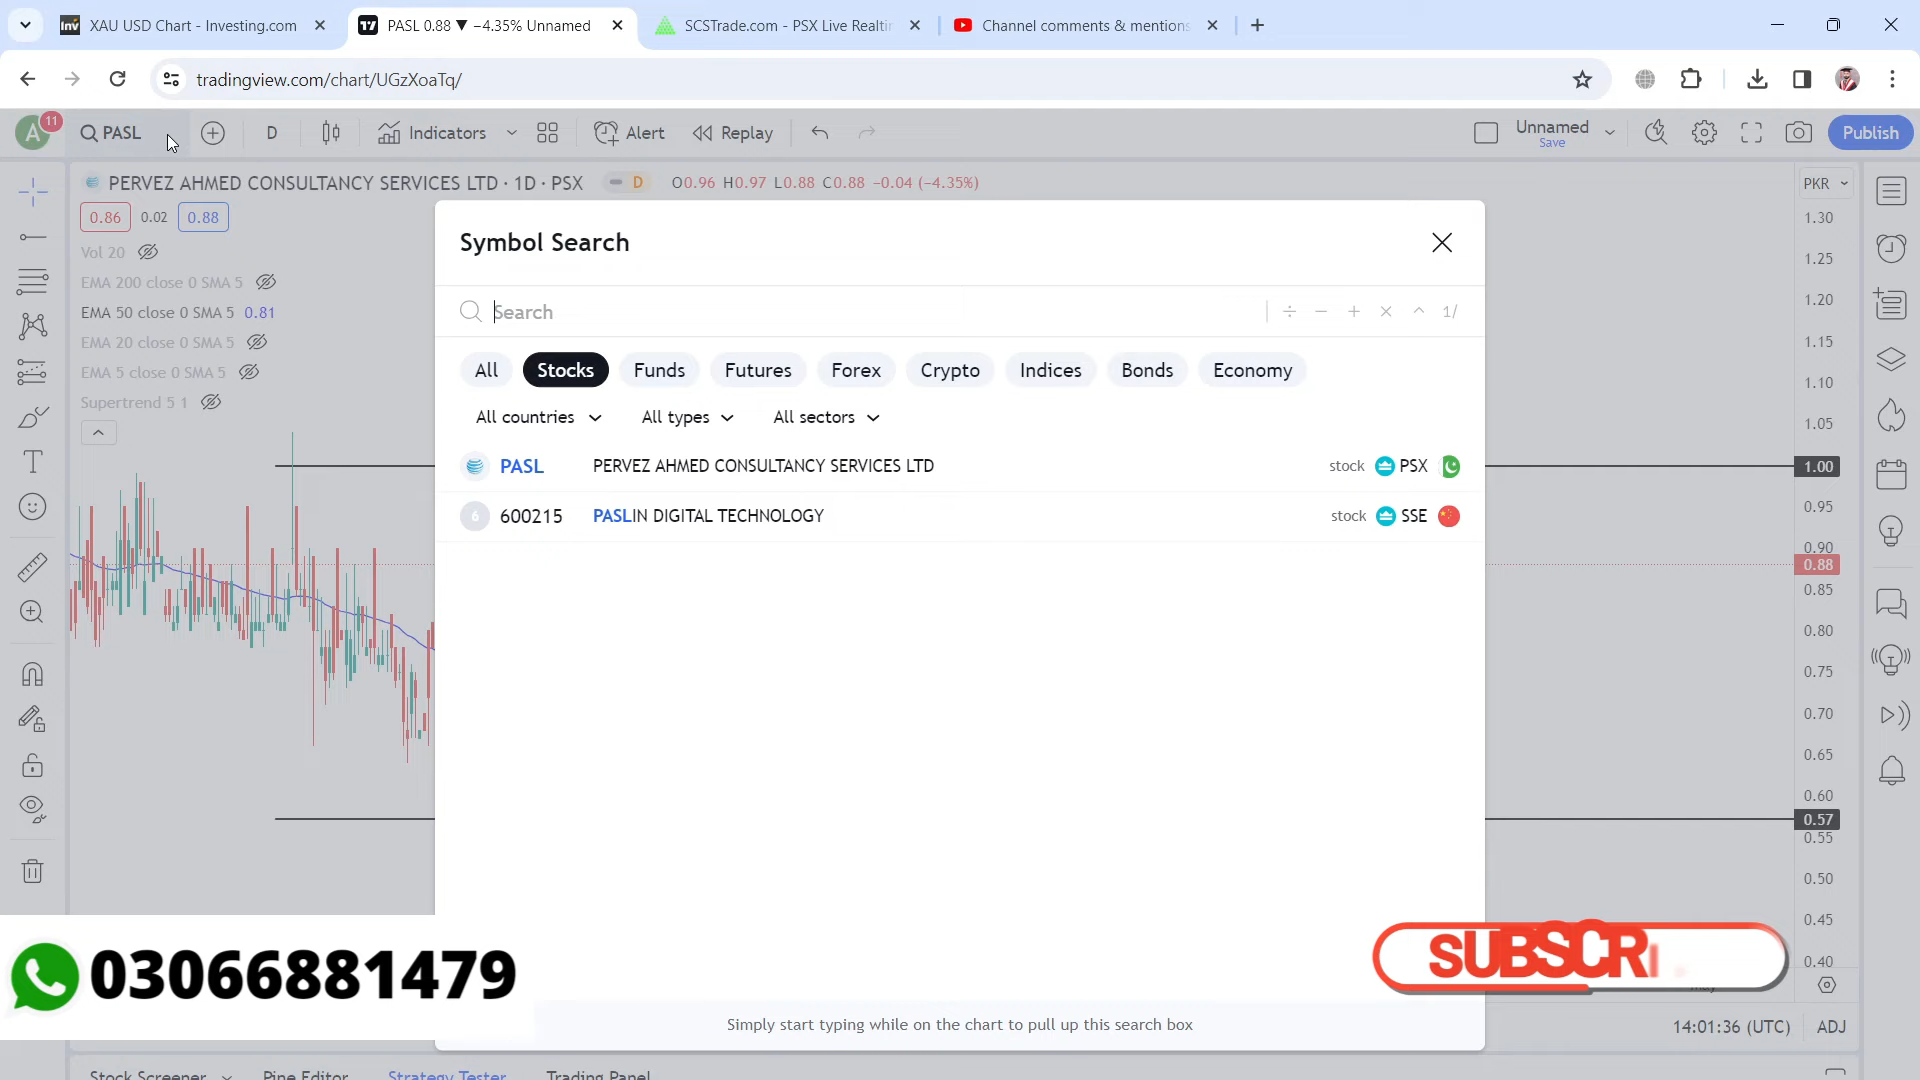 XAU USD Chart - Investing.com
PASL 0.88 ▼ −4.35% Unnamed
SCSTrade.com - PSX Live Realti
Channel comments & mentions
tradingview.com/chart/UGzXoaTq/
A
11
PASL
D
Indicators
Alert
Replay
Unnamed
Save
Publish
PERVEZ AHMED CONSULTANCY SERVICES LTD · 1D · PSX
D
O0.96 H0.97 L0.88 C0.88 −0.04 (−4.35%)
PKR
0.86
0.02
0.88
Vol 20
EMA 200 close 0 SMA 5
EMA 50 close 0 SMA 5 0.81
EMA 20 close 0 SMA 5
EMA 5 close 0 SMA 5
Supertrend 5 1
Symbol Search
Search
÷ − + × ^ 1/
All
Stocks
Funds
Futures
Forex
Crypto
Indices
Bonds
Economy
All countries
All types
All sectors
PASL PERVEZ AHMED CONSULTANCY SERVICES LTD stock PSX
6 600215 PASLIN DIGITAL TECHNOLOGY stock SSE
Simply start typing while on the chart to pull up this search box
1.30
1.25
1.20
1.15
1.10
1.05
1.00
0.95
0.90
0.88
0.85
0.80
0.75
0.70
0.65
0.60
0.57
0.55
0.50
0.45
0.40
03066881479
SUBSCRI
14:01:36 (UTC)
ADJ
Stock Screener
Pine Editor
Strategy Tester
Trading Panel